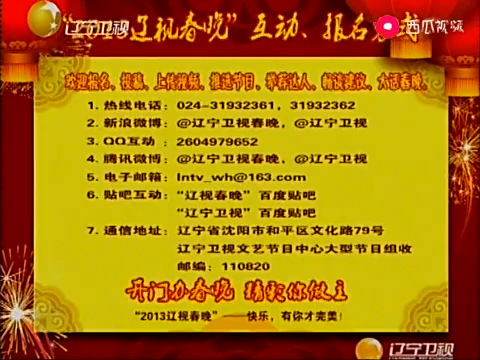 "2013辽视春晚"互动、报名方式
辽宁卫视
西瓜视频
欢迎报名、投稿、上传视频、推选节目、举荐达人、畅谈建议、大话春晚
1. 热线电话：024-31932361，31932362
2. 新浪微博：@辽宁卫视春晚，@辽宁卫视
3. QQ互动 ：2604979652
4. 腾讯微博：@辽宁卫视春晚，@辽宁卫视
5. 电子邮箱：lntv_wh@163.com
6. 贴吧互动：“辽视春晚”百度贴吧
“辽宁卫视”百度贴吧
7. 通信地址：辽宁省沈阳市和平区文化路79号
辽宁卫视文艺节目中心大型节目组收
邮编：110820
开门办春晚 精彩你做主
“2013辽视春晚”——快乐，有你才完美！
辽宁卫视